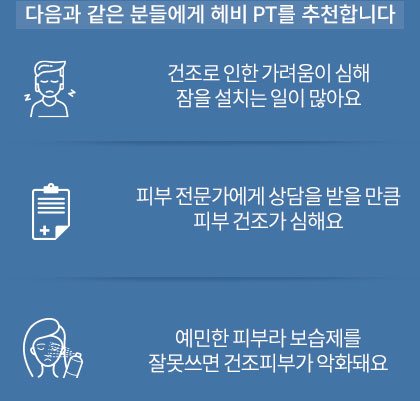 다음과 같은 분들에게 헤비 PT를 추천합니다
건조로 인한 가려움이 심해
잠을 설치는 일이 많아요
피부 전문가에게 상담을 받을 만큼
피부 건조가 심해요
예민한 피부라 보습제를
잘못쓰면 건조피부가 악화돼요